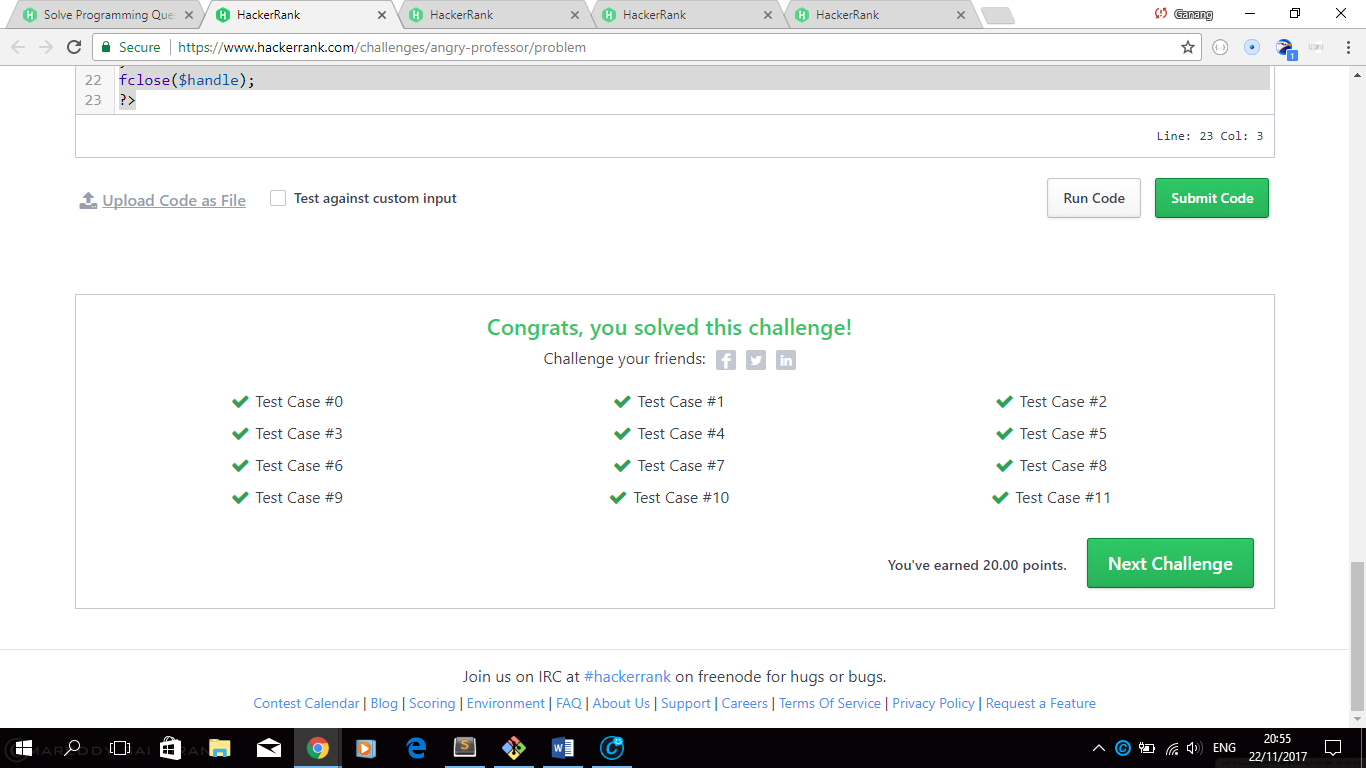 Solve Programming Que
HackerRank
HackerRank
HackerRank
HackerRank
Ganang
Secure
https://www.hackerrank.com/challenges/angry-professor/problem
22 fclose($handle);
23 ?>
Line: 23 Col: 3
Upload Code as File
Test against custom input
Run Code
Submit Code
Congrats, you solved this challenge!
Challenge your friends:
Test Case #0 Test Case #1 Test Case #2
Test Case #3 Test Case #4 Test Case #5
Test Case #6 Test Case #7 Test Case #8
Test Case #9 Test Case #10 Test Case #11
You've earned 20.00 points.
Next Challenge
Join us on IRC at #hackerrank on freenode for hugs or bugs.
Contest Calendar | Blog | Scoring | Environment | FAQ | About Us | Support | Careers | Terms Of Service | Privacy Policy | Request a Feature
ENG
20:55
22/11/2017